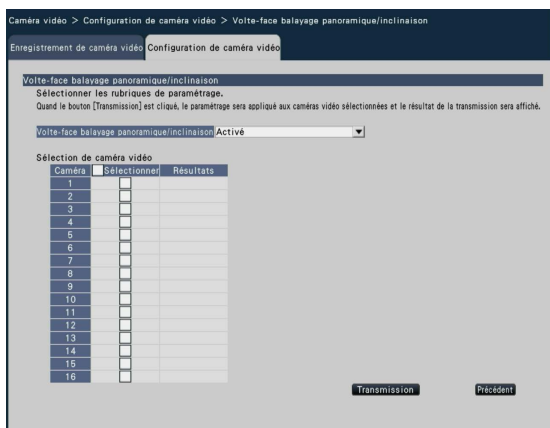 Caméra vidéo > Configuration de caméra vidéo > Volte-face balayage panoramique/inclinaison
Enregistrement de caméra vidéo Configuration de caméra vidéo
Volte-face balayage panoramique/inclinaison
Sélectionner les rubriques de paramétrage.
Quand le bouton [Transmission] est cliqué, le paramétrage sera appliqué aux caméras vidéo sélectionnées et le résultat de la transmission sera affiché.
Volte-face balayage panoramique/inclinaison Activé
Sélection de caméra vidéo
Caméra Sélectionner Résultats
1
2
3
4
5
6
7
8
9
10
11
12
13
14
15
16
Transmission Précédent